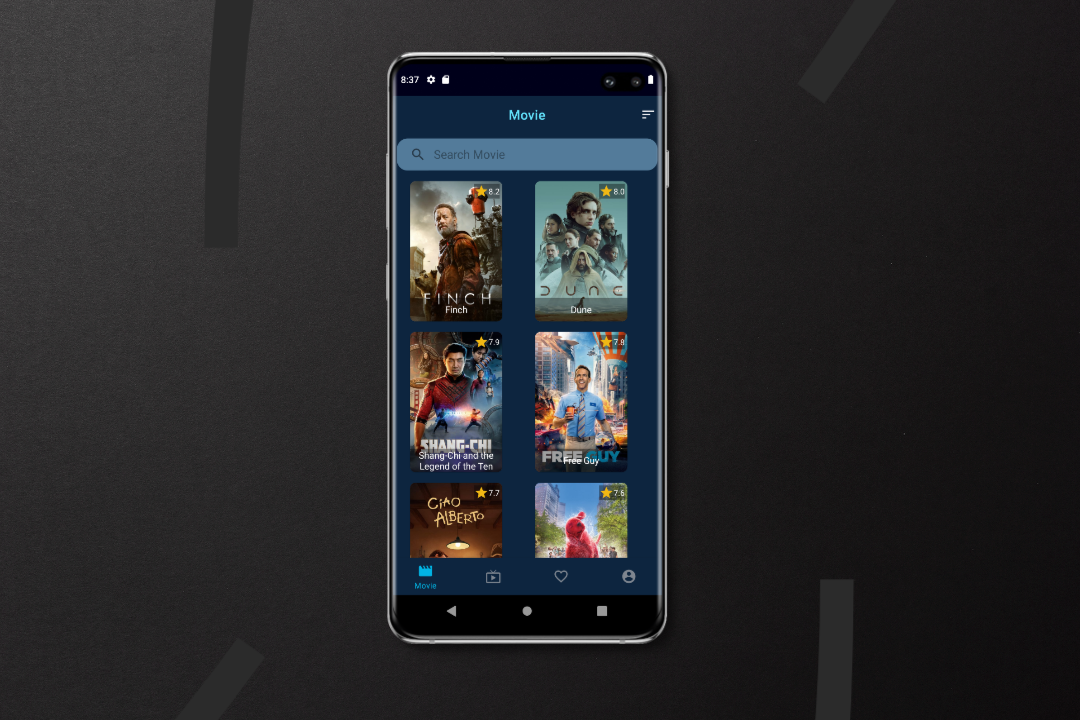 8:37
Movie
Search Movie
8.2
8.0
FINCH
Finch
DUNE
Dune
7.9
7.8
SHANG-CHI
Shang-Chi and the
Legend of the Ten
FREE GUY
Free Guy
7.7
7.6
CIAO
ALBERTO
Movie